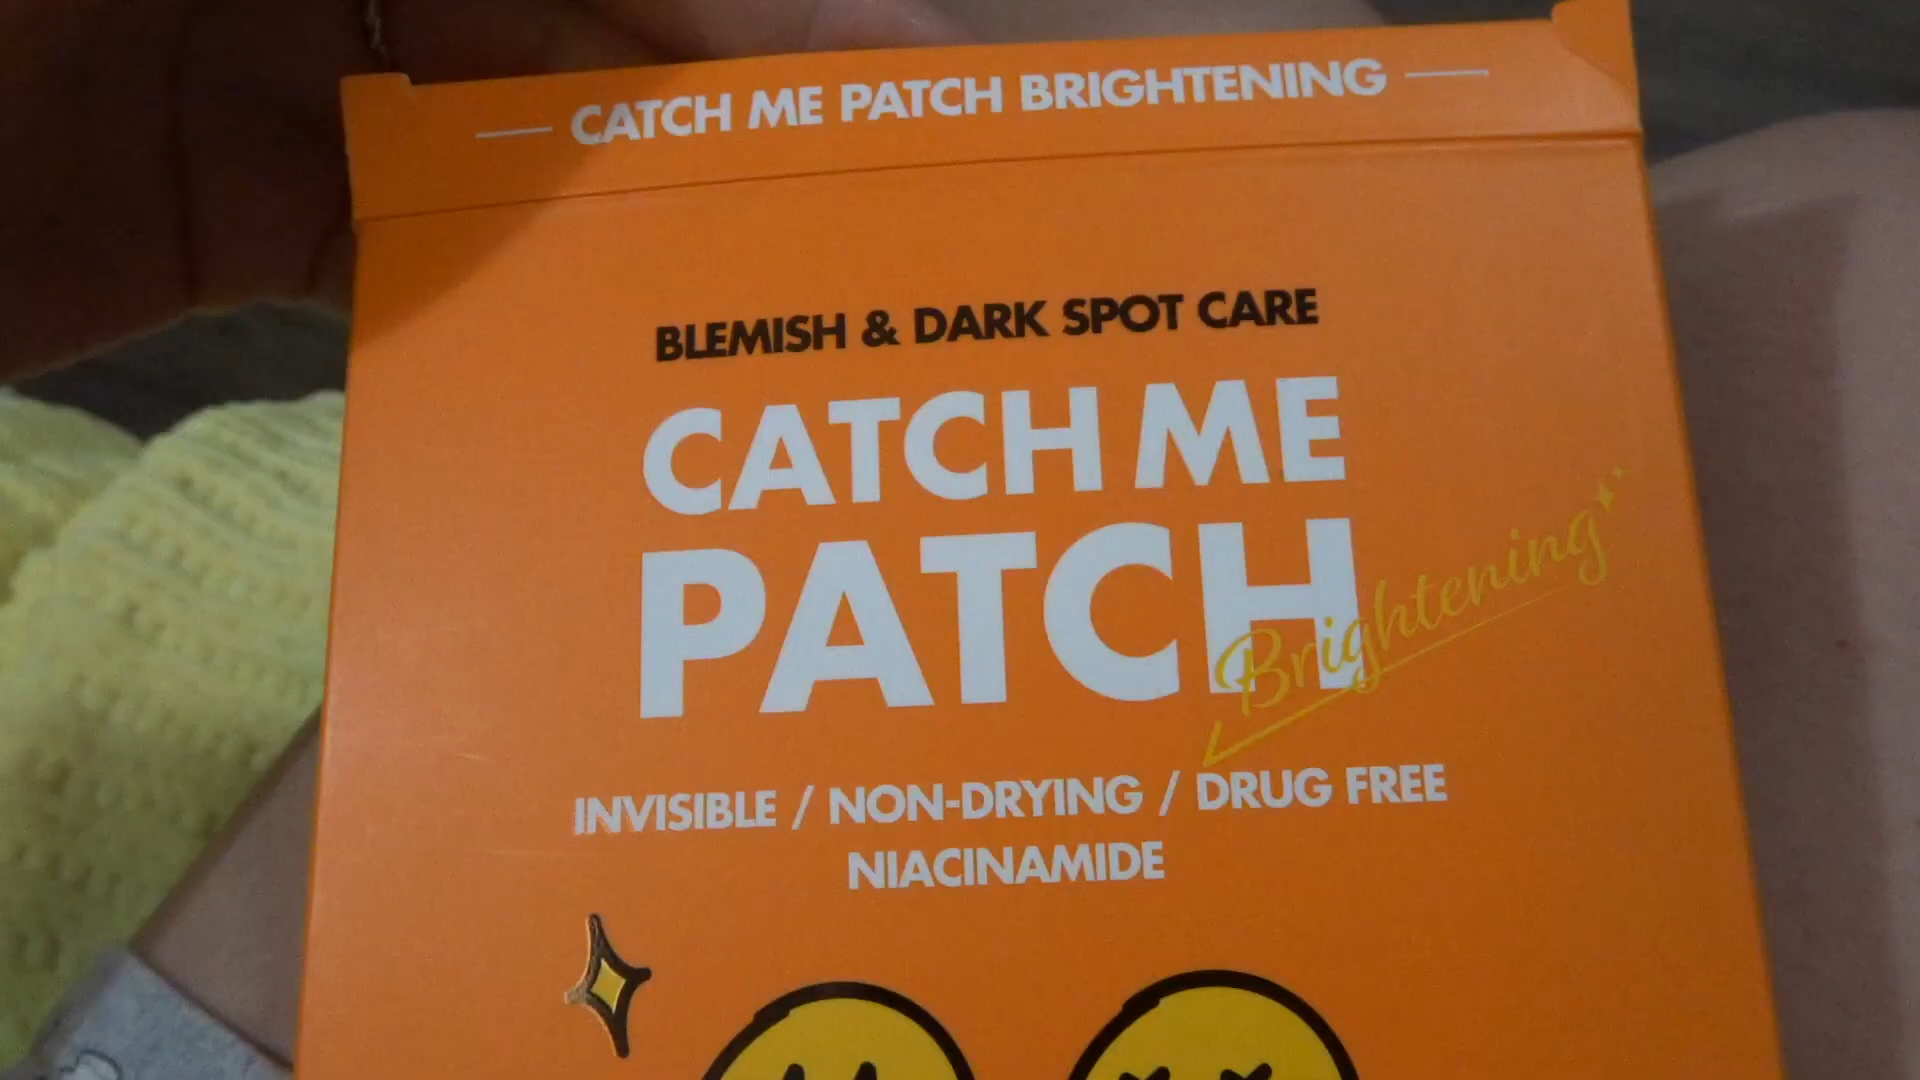 CATCH ME PATCH BRIGHTENING
BLEMISH & DARK SPOT CARE
CATCH ME
PATCH
Brightening
INVISIBLE / NON-DRYING / DRUG FREE
NIACINAMIDE